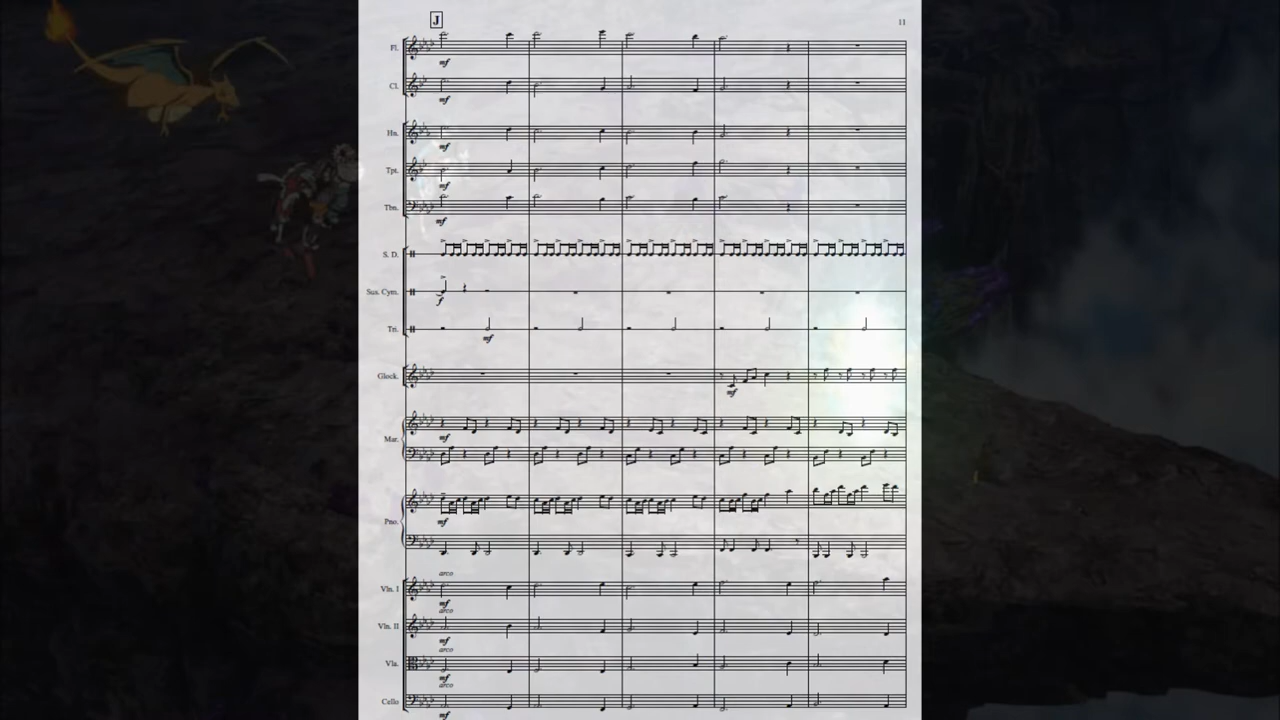 J
11
Fl.
mf
Cl.
mf
Hn.
mf
Tpt.
mf
Tbn.
mf
S. D.
Sus. Cym.
f
Tri.
mf
Glock.
mf
Mar.
mf
Pno.
mf
arco
Vln. I
mf
arco
Vln. II
mf
arco
Vla.
mf
arco
Cello
mf